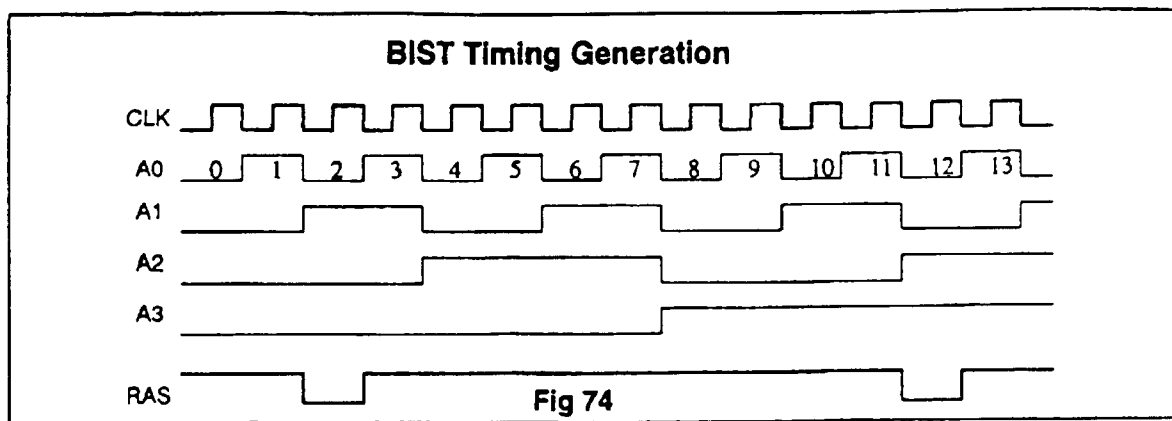 BIST Timing Generation
CLK
A0 0 1 2 3 4 5 6 7 8 9 10 11 12 13
A1
A2
A3
RAS
Fig 74